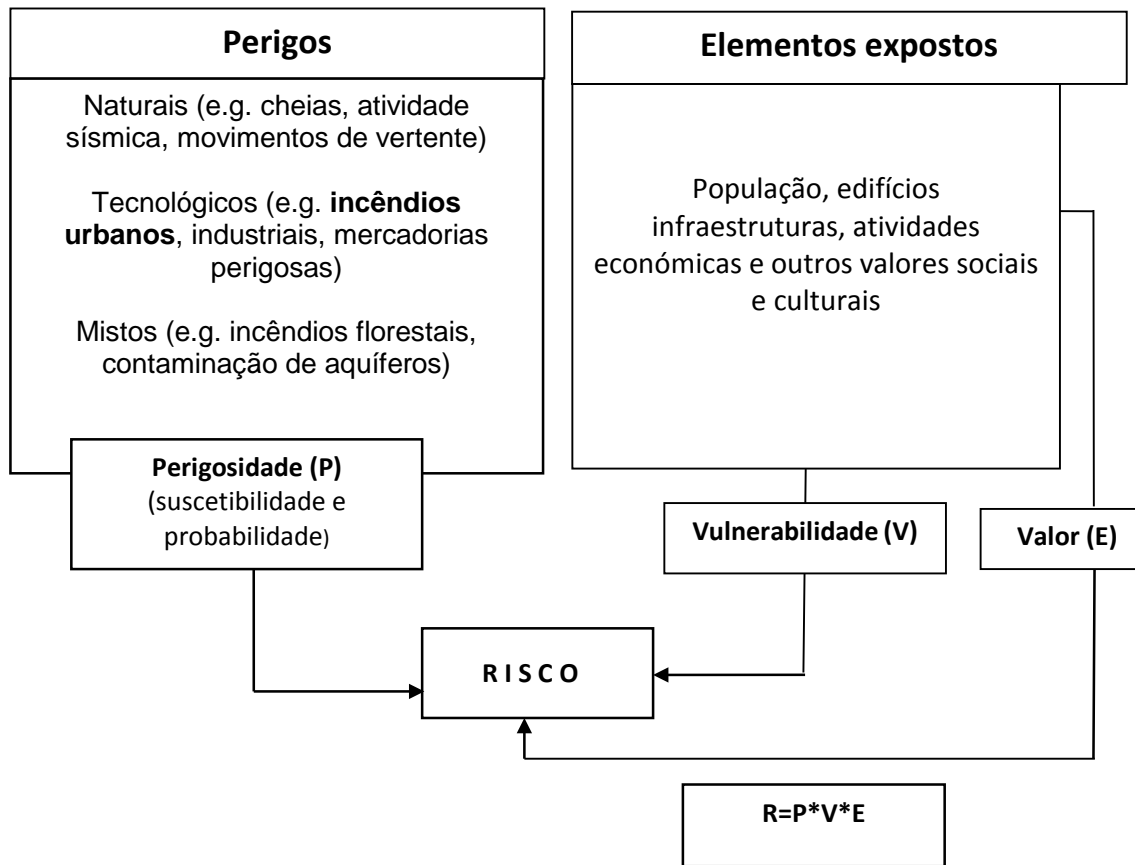 Perigos
Naturais (e.g. cheias, atividade
sísmica, movimentos de vertente)
Tecnológicos (e.g. incêndios
urbanos, industriais, mercadorias
perigosas)
Mistos (e.g. incêndios florestais,
contaminação de aquíferos)
Perigosidade (P)
(suscetibilidade e
probabilidade)
Elementos expostos
População, edifícios
infraestruturas, atividades
económicas e outros valores sociais
e culturais
Vulnerabilidade (V)
Valor (E)
R I S C O
R=P*V*E